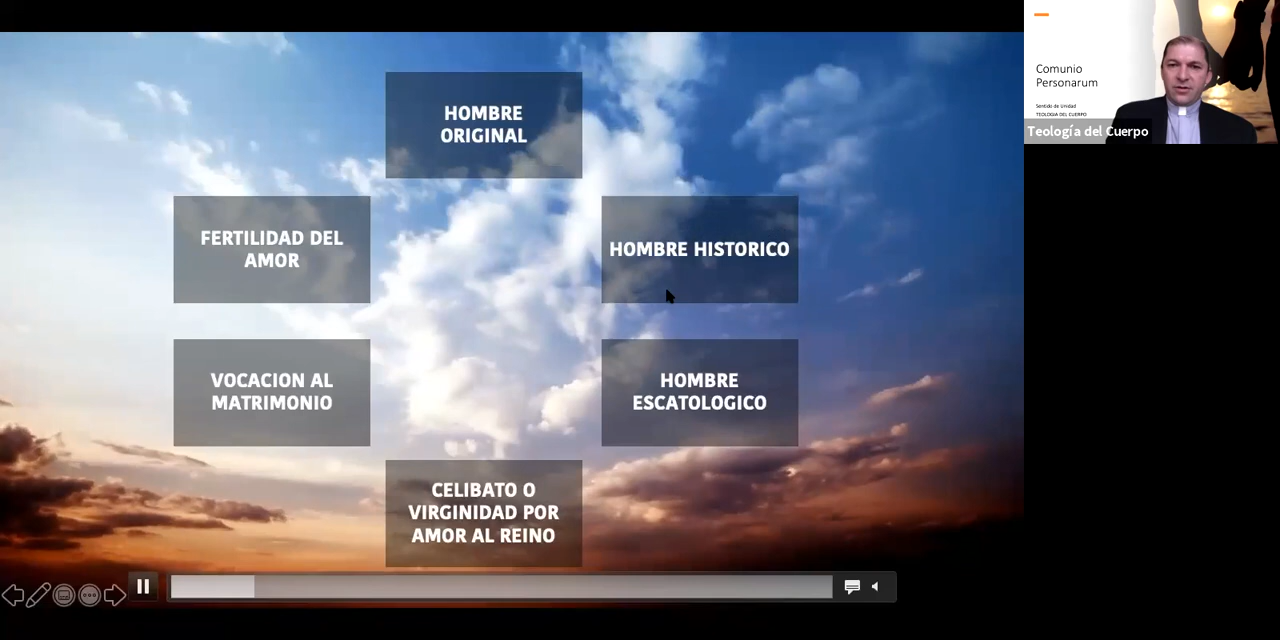 HOMBRE
ORIGINAL
FERTILIDAD DEL
AMOR
HOMBRE HISTORICO
VOCACION AL
MATRIMONIO
HOMBRE
ESCATOLOGICO
CELIBATO O
VIRGINIDAD POR
AMOR AL REINO
Comunio
Personarum
Sentido de Unidad
TEOLOGIA DEL CUERPO
Teología del Cuerpo